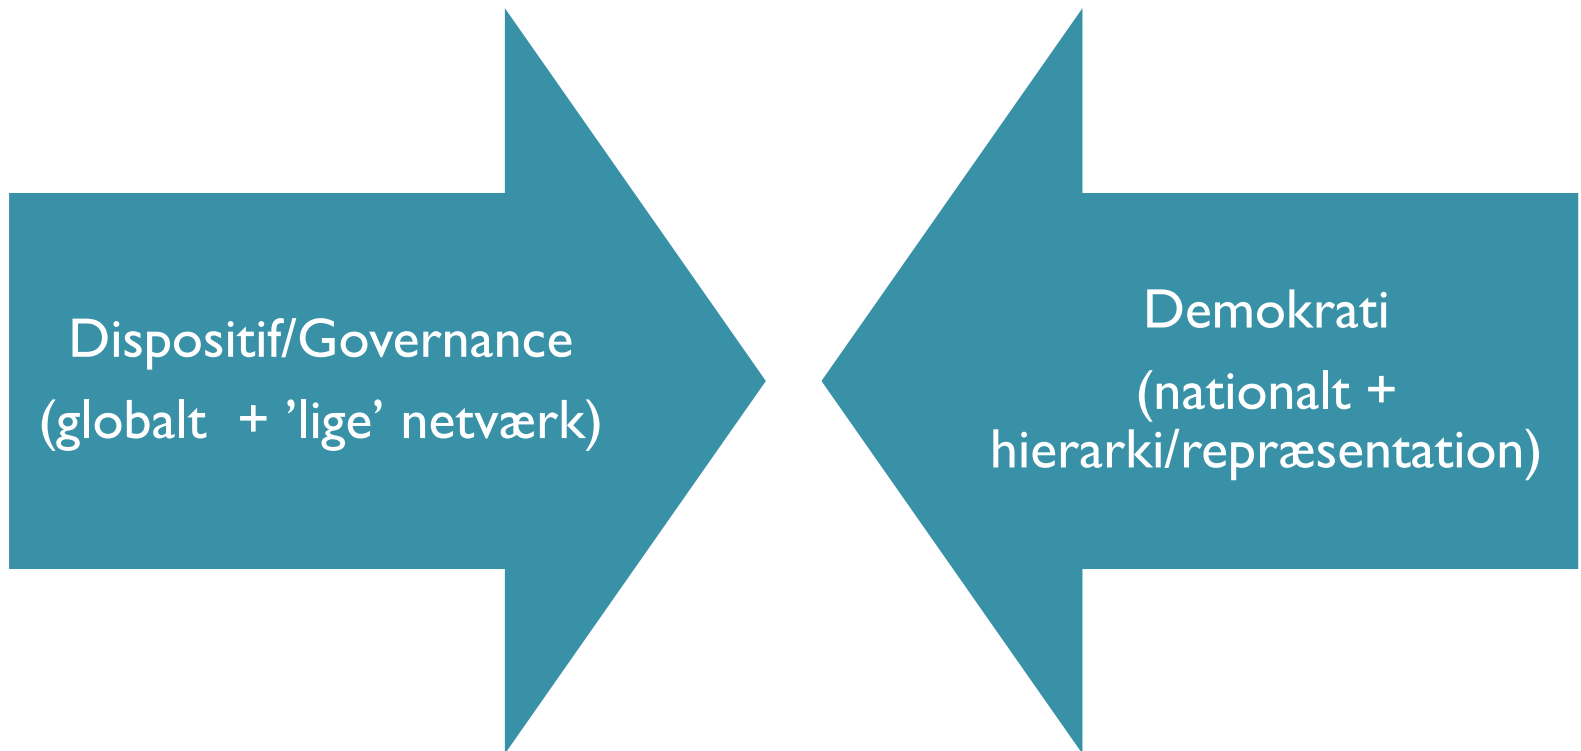 Dispositif/Governance
(globalt + ’lige’ netværk)
Demokrati
(nationalt +
hierarki/repræsentation)